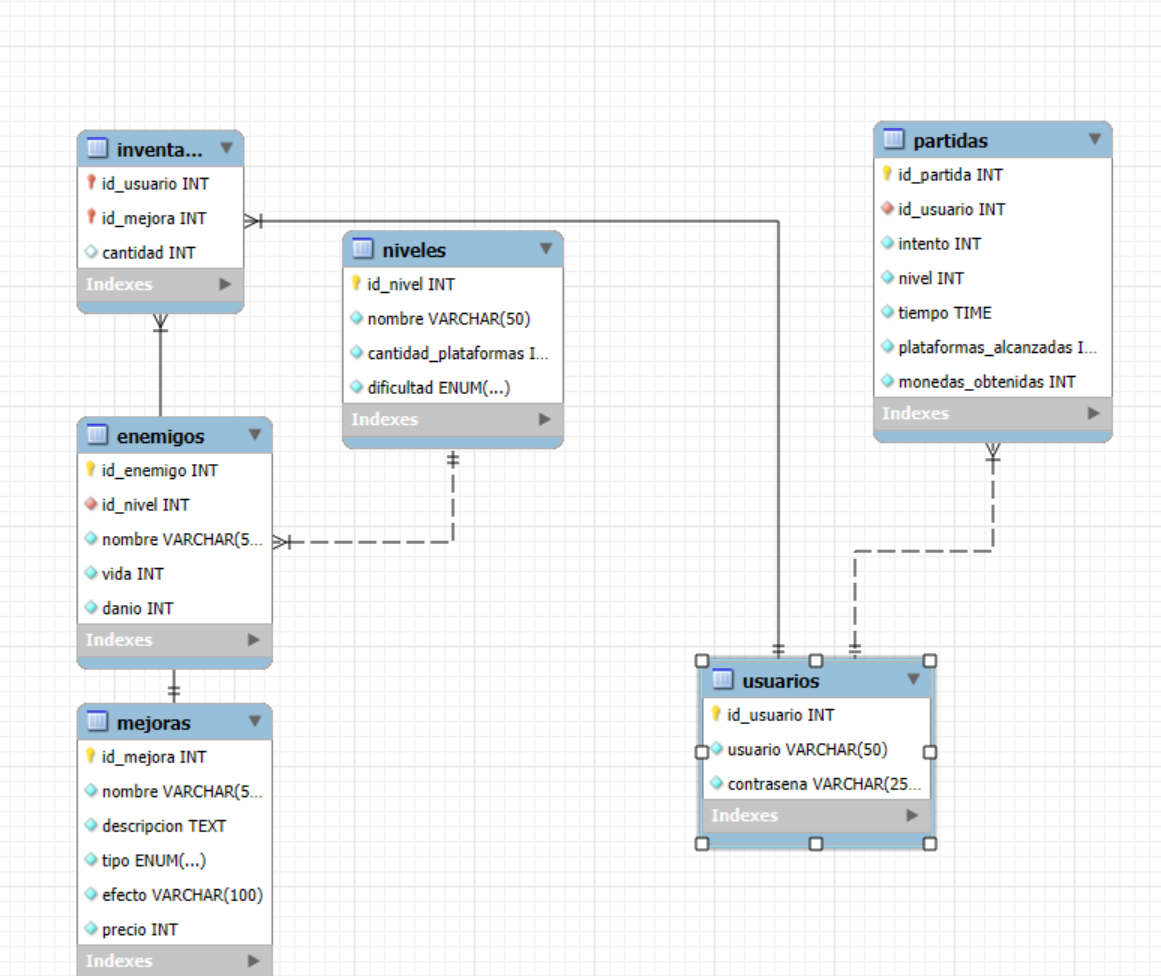 inventa...
id_usuario INT
id_mejora INT
cantidad INT
Indexes
niveles
id_nivel INT
nombre VARCHAR(50)
cantidad_plataformas I...
dificultad ENUM(...)
Indexes
partidas
id_partida INT
id_usuario INT
intento INT
nivel INT
tiempo TIME
plataformas_alcanzadas I...
monedas_obtenidas INT
Indexes
enemigos
id_enemigo INT
id_nivel INT
nombre VARCHAR(5...
vida INT
danio INT
Indexes
mejoras
id_mejora INT
nombre VARCHAR(5...
descripcion TEXT
tipo ENUM(...)
efecto VARCHAR(100)
precio INT
Indexes
usuarios
id_usuario INT
usuario VARCHAR(50)
contrasena VARCHAR(25...
Indexes